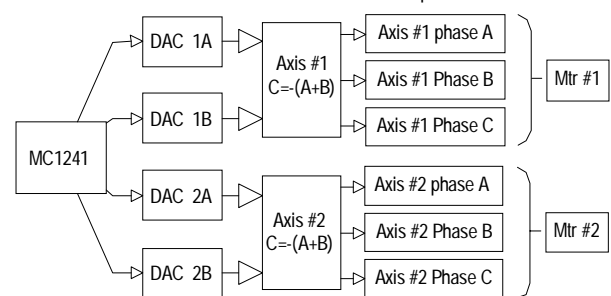 DAC 1A
Axis #1 phase A
Axis #1
C=-(A+B)
Axis #1 Phase B
Mtr #1
DAC 1B
Axis #1 Phase C
MC1241
DAC 2A
Axis #2 phase A
Axis #2
C=-(A+B)
Axis #2 Phase B
Mtr #2
DAC 2B
Axis #2 Phase C